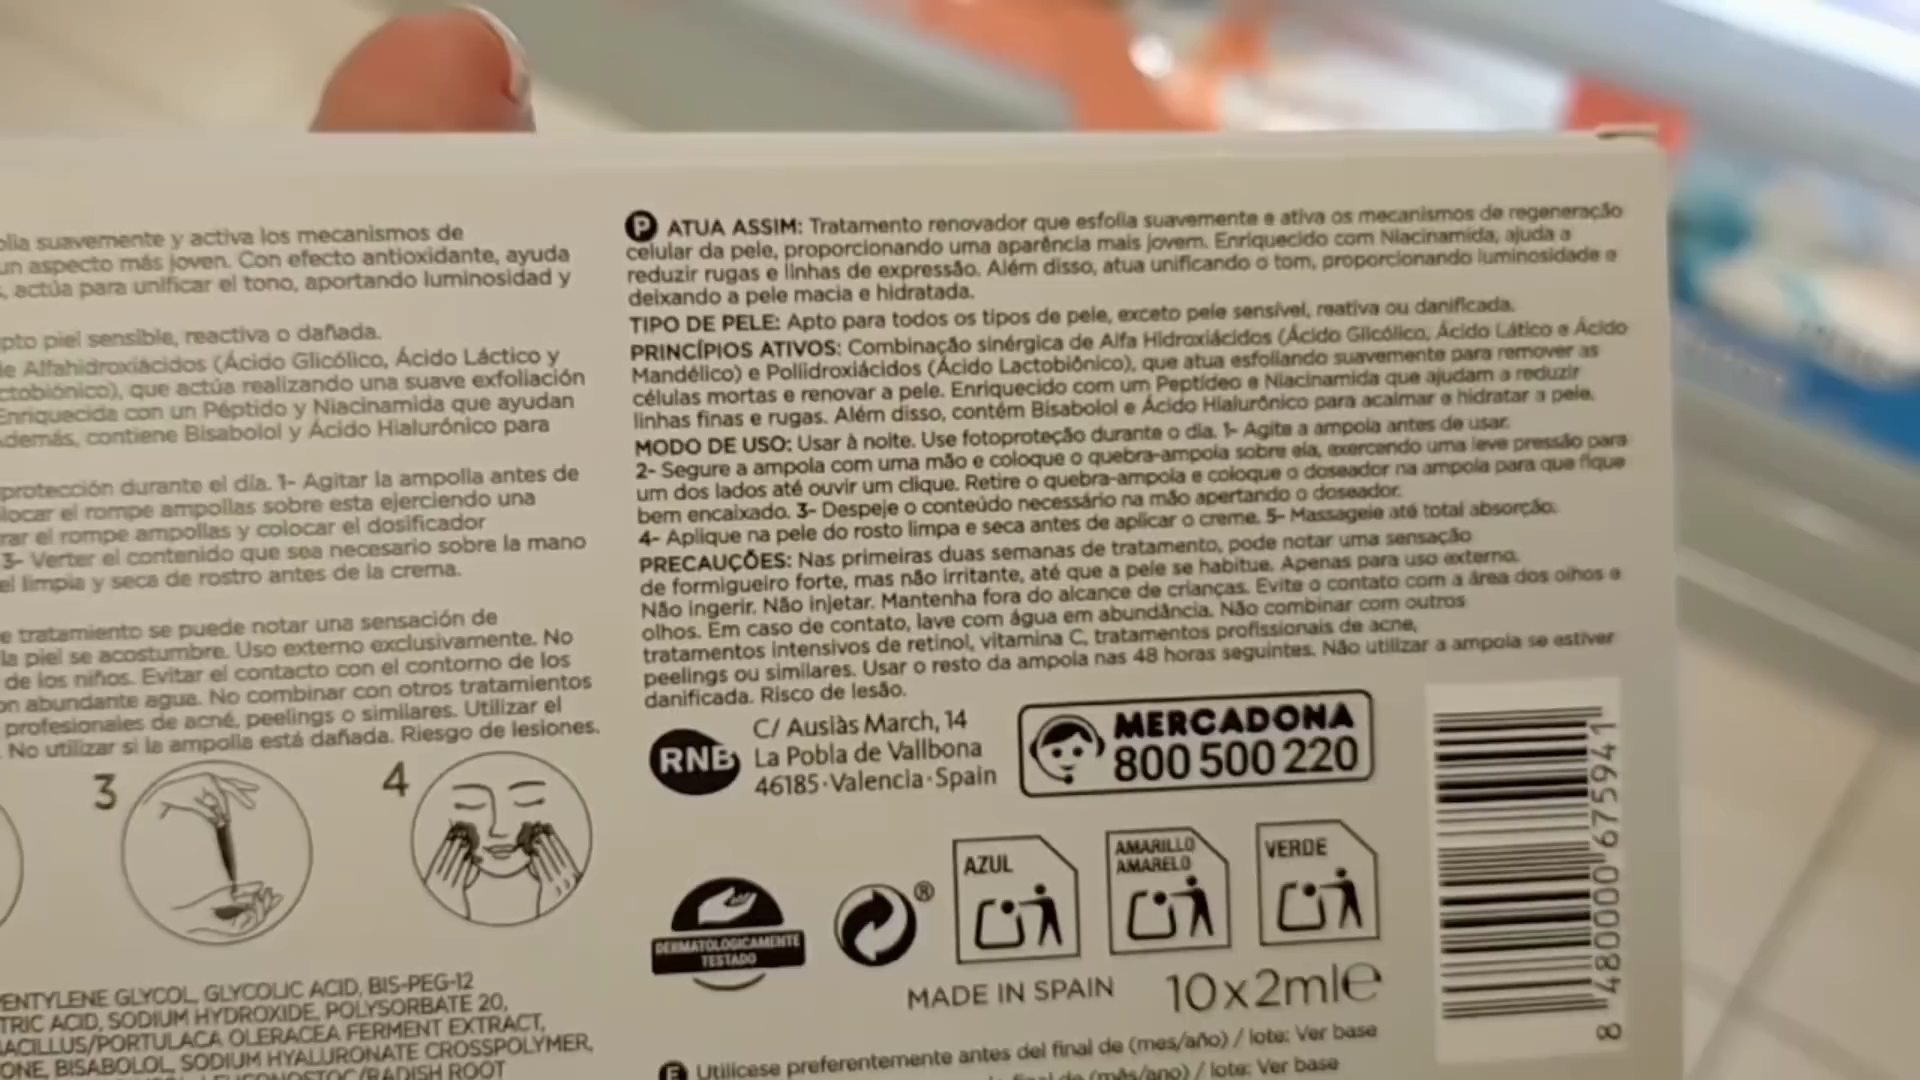 olia suavemente y activa los mecanismos de
un aspecto más joven. Con efecto antioxidante, ayuda
, actúa para unificar el tono, aportando luminosidad y
pto piel sensible, reactiva o dañada.
e Alfahidroxiácidos (Ácido Glicólico, Ácido Láctico y
ctobiónico), que actúa realizando una suave exfoliación
Enriquecida con un Péptido y Niacinamida que ayudan
demás, contiene Bisabolol y Ácido Hialurónico para
protección durante el día. 1- Agitar la ampolla antes de
locar el rompe ampollas sobre esta ejerciendo una
rar el rompe ampollas y colocar el dosificador
3- Verter el contenido que sea necesario sobre la mano
el limpia y seca de rostro antes de la crema.
e tratamiento se puede notar una sensación de
la piel se acostumbre. Uso externo exclusivamente. No
de los niños. Evitar el contacto con el contorno de los
on abundante agua. No combinar con otros tratamientos
profesionales de acné, peelings o similares. Utilizar el
. No utilizar si la ampolla está dañada. Riesgo de lesiones.
3
4
ENTYLENE GLYCOL, GLYCOLIC ACID, BIS-PEG-12
TRIC ACID, SODIUM HYDROXIDE, POLYSORBATE 20,
ACILLUS/PORTULACA OLERACEA FERMENT EXTRACT,
ONE, BISABOLOL, SODIUM HYALURONATE CROSSPOLYMER,
LEUCONOSTOC/RADISH ROOT
P ATUA ASSIM: Tratamento renovador que esfolia suavemente e ativa os mecanismos de regeneração
celular da pele, proporcionando uma aparência mais jovem. Enriquecido com Niacinamida, ajuda a
reduzir rugas e linhas de expressão. Além disso, atua unificando o tom, proporcionando luminosidade e
deixando a pele macia e hidratada.
TIPO DE PELE: Apto para todos os tipos de pele, exceto pele sensível, reativa ou danificada.
PRINCÍPIOS ATIVOS: Combinação sinérgica de Alfa Hidroxiácidos (Ácido Glicólico, Ácido Lático e Ácido
Mandélico) e Poliidroxiácidos (Ácido Lactobiônico), que atua esfoliando suavemente para remover as
células mortas e renovar a pele. Enriquecido com um Peptídeo e Niacinamida que ajudam a reduzir
linhas finas e rugas. Além disso, contém Bisabolol e Ácido Hialurônico para acalmar e hidratar a pele.
MODO DE USO: Usar à noite. Use fotoproteção durante o dia. 1- Agite a ampola antes de usar.
2- Segure a ampola com uma mão e coloque o quebra-ampola sobre ela, exercendo uma leve pressão para
um dos lados até ouvir um clique. Retire o quebra-ampola e coloque o doseador na ampola para que fique
bem encaixado. 3- Despeje o conteúdo necessário na mão apertando o doseador.
4- Aplique na pele do rosto limpa e seca antes de aplicar o creme. 5- Massageie até total absorção.
PRECAUÇÕES: Nas primeiras duas semanas de tratamento, pode notar uma sensação
de formigueiro forte, mas não irritante, até que a pele se habitue. Apenas para uso externo.
Não ingerir. Não injetar. Mantenha fora do alcance de crianças. Evite o contato com a área dos olhos e
olhos. Em caso de contato, lave com água em abundância. Não combinar com outros
tratamentos intensivos de retinol, vitamina C, tratamentos profissionais de acne,
peelings ou similares. Usar o resto da ampola nas 48 horas seguintes. Não utilizar a ampola se estiver
danificada. Risco de lesão.
RNB
C/ Auslàs March, 14
La Pobla de Vallbona
46185·Valencia·Spain
MERCADONA
800 500 220
DERMATOLOGICAMENTE
TESTADO
®
AZUL
AMARILLO
AMARELO
VERDE
MADE IN SPAIN
10x2ml℮
8 480000 675941
E Utilícese preferentemente antes del final de (mes/año) / lote: Ver base
final de (mês/ano) / lote: Ver base